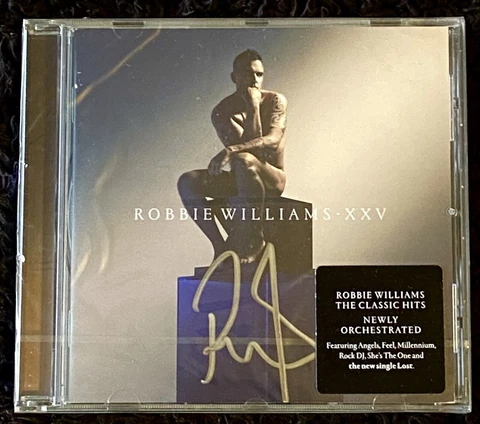 ROBBIE WILLIAMS · XXV
ROBBIE WILLIAMS
THE CLASSIC HITS
NEWLY
ORCHESTRATED
Featuring Angels, Feel, Millennium,
Rock DJ, She's The One and
the new single Lost.